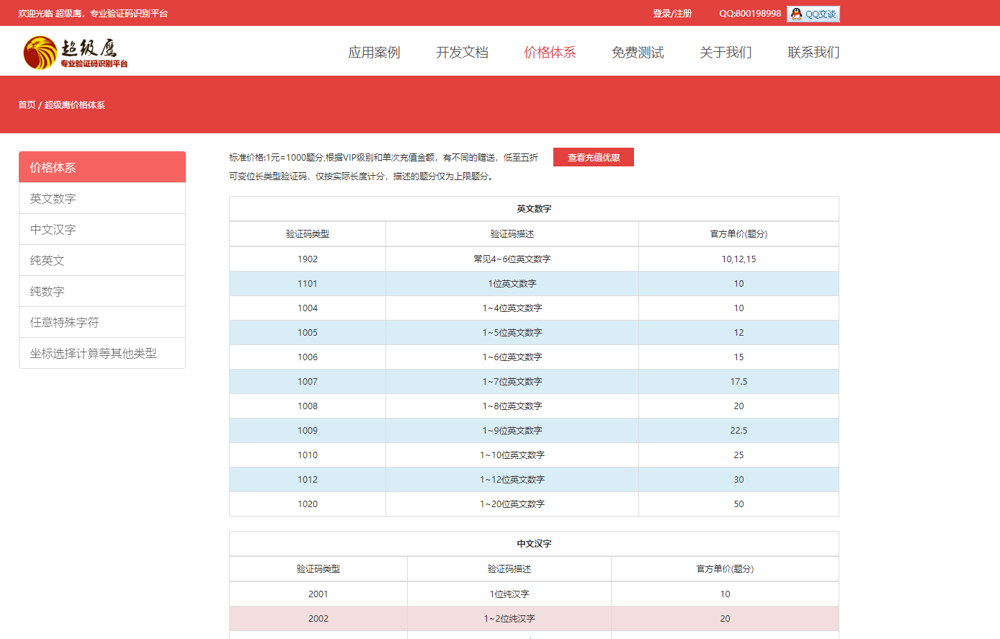 欢迎光临 超级鹰，专业验证码识别平台
登录/注册 QQ:800198998 QQ交谈
超级鹰
专业验证码识别平台
应用案例 开发文档 价格体系 免费测试 关于我们 联系我们
首页 / 超级鹰价格体系
价格体系
英文数字
中文汉字
纯英文
纯数字
任意特殊字符
坐标选择计算等其他类型
标准价格:1元=1000题分,根据VIP级别和单次充值金额，有不同的赠送，低至五折 查看充值优惠
可变位长类型验证码，仅按实际长度计分，描述的题分仅为上限题分。
英文数字
验证码类型 验证码描述 官方单价(题分)
1902 常见4~6位英文数字 10,12,15
1101 1位英文数字 10
1004 1~4位英文数字 10
1005 1~5位英文数字 12
1006 1~6位英文数字 15
1007 1~7位英文数字 17.5
1008 1~8位英文数字 20
1009 1~9位英文数字 22.5
1010 1~10位英文数字 25
1012 1~12位英文数字 30
1020 1~20位英文数字 50
中文汉字
验证码类型 验证码描述 官方单价(题分)
2001 1位纯汉字 10
2002 1~2位纯汉字 20